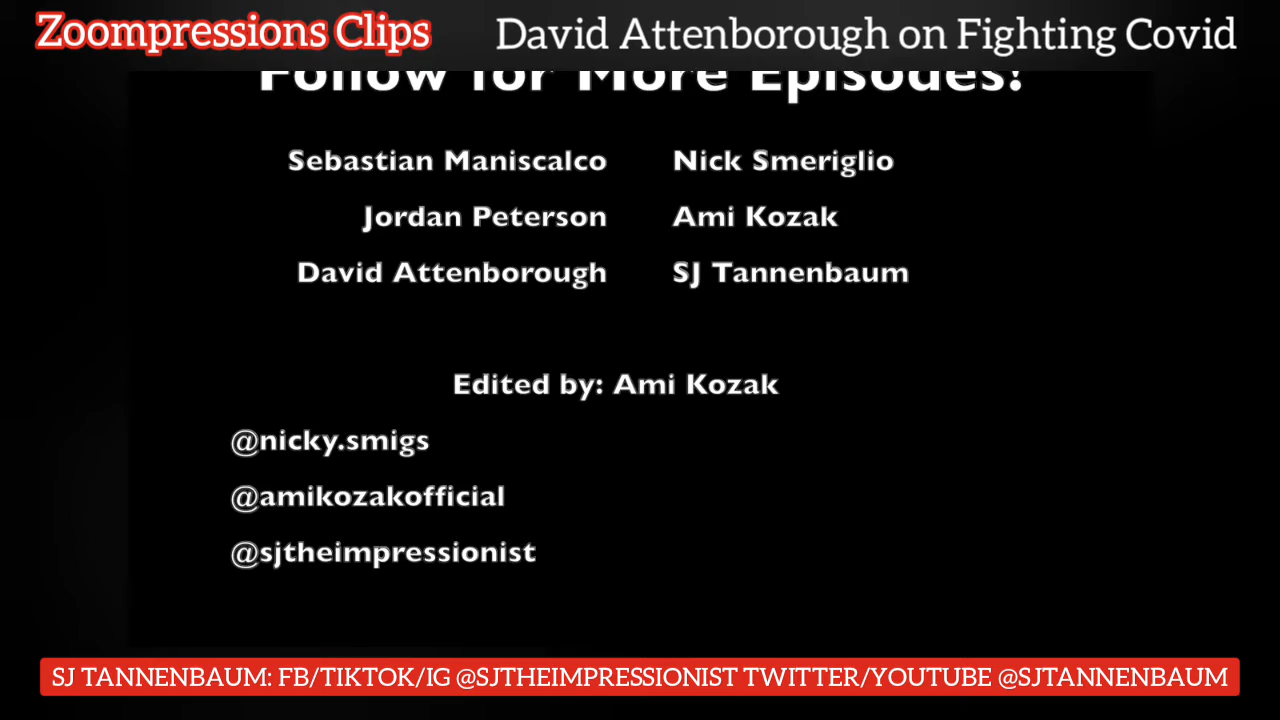 Zoompressions Clips
David Attenborough on Fighting Covid
Follow for More Episodes!
Sebastian Maniscalco Nick Smeriglio
Jordan Peterson Ami Kozak
David Attenborough SJ Tannenbaum
Edited by: Ami Kozak
@nicky.smigs
@amikozakofficial
@sjtheimpressionist
SJ TANNENBAUM: FB/TIKTOK/IG @SJTHEIMPRESSIONIST TWITTER/YOUTUBE @SJTANNENBAUM